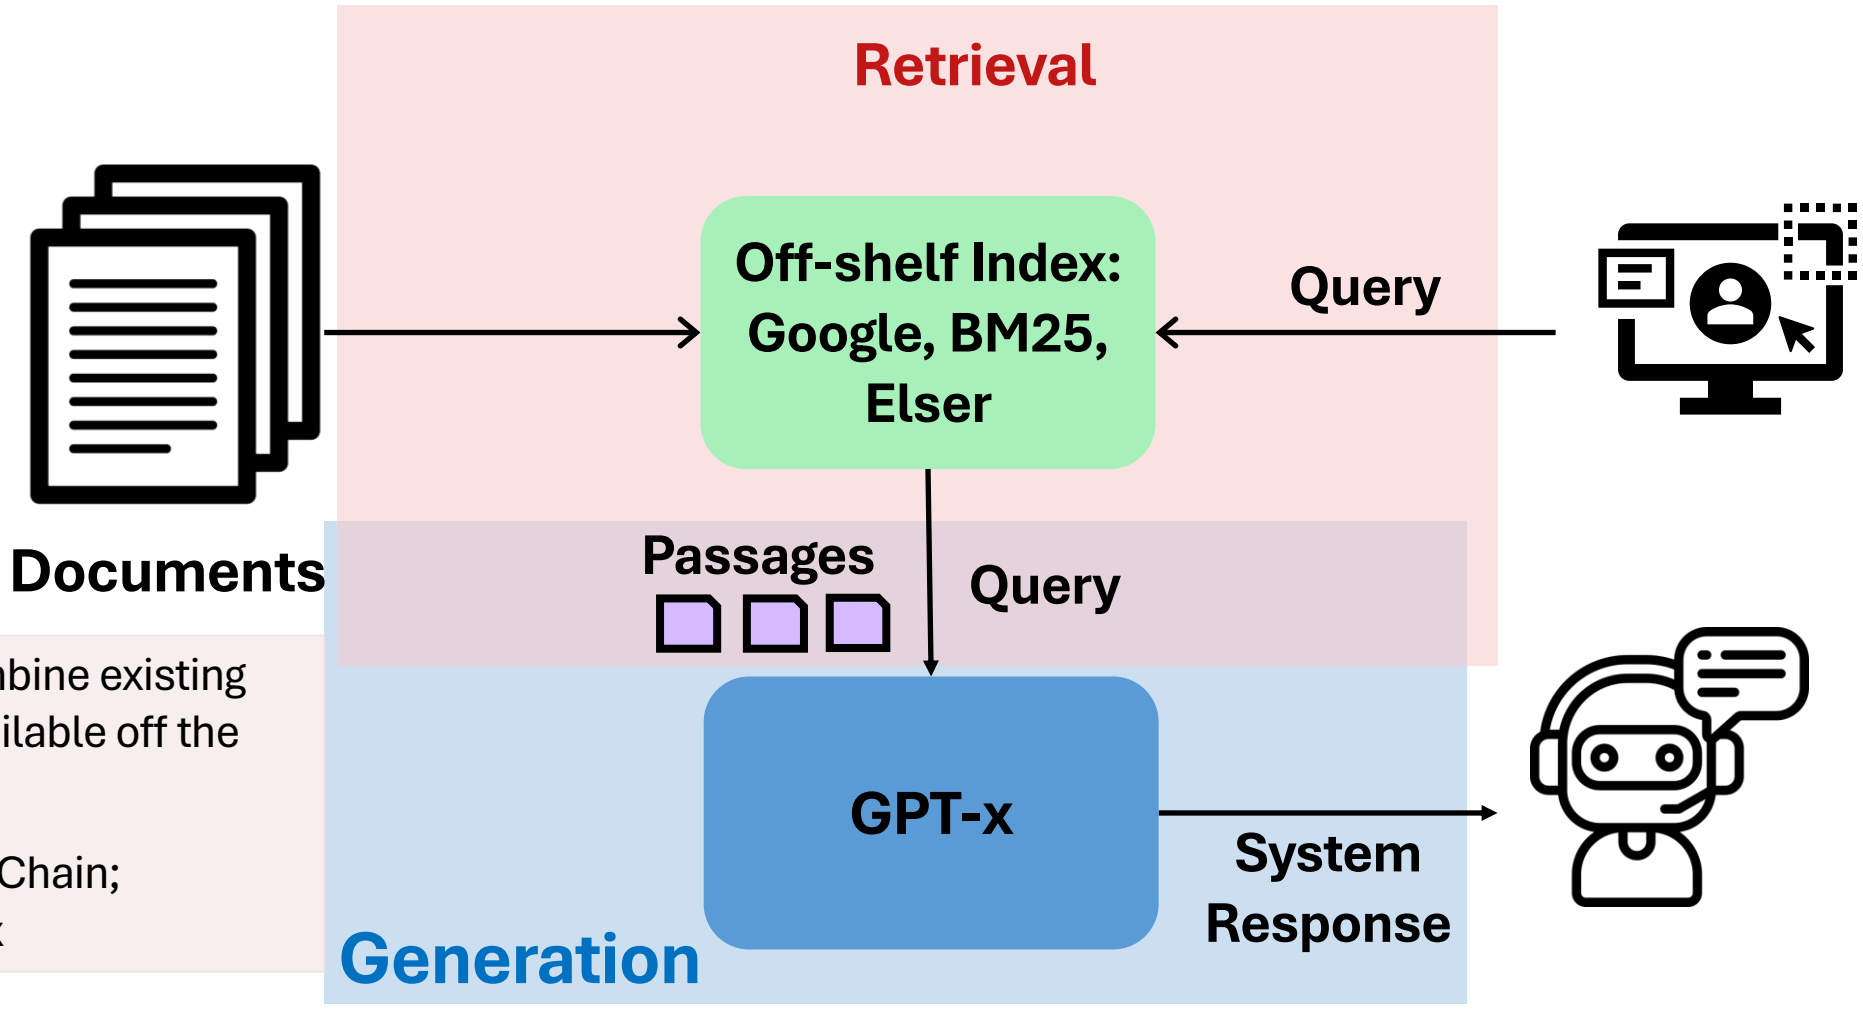 Retrieval
Off-shelf Index:
Google, BM25,
Elser
Query
Documents
Passages
Query
bine existing
ilable off the
Chain;
GPT-x
System
Response
Generation